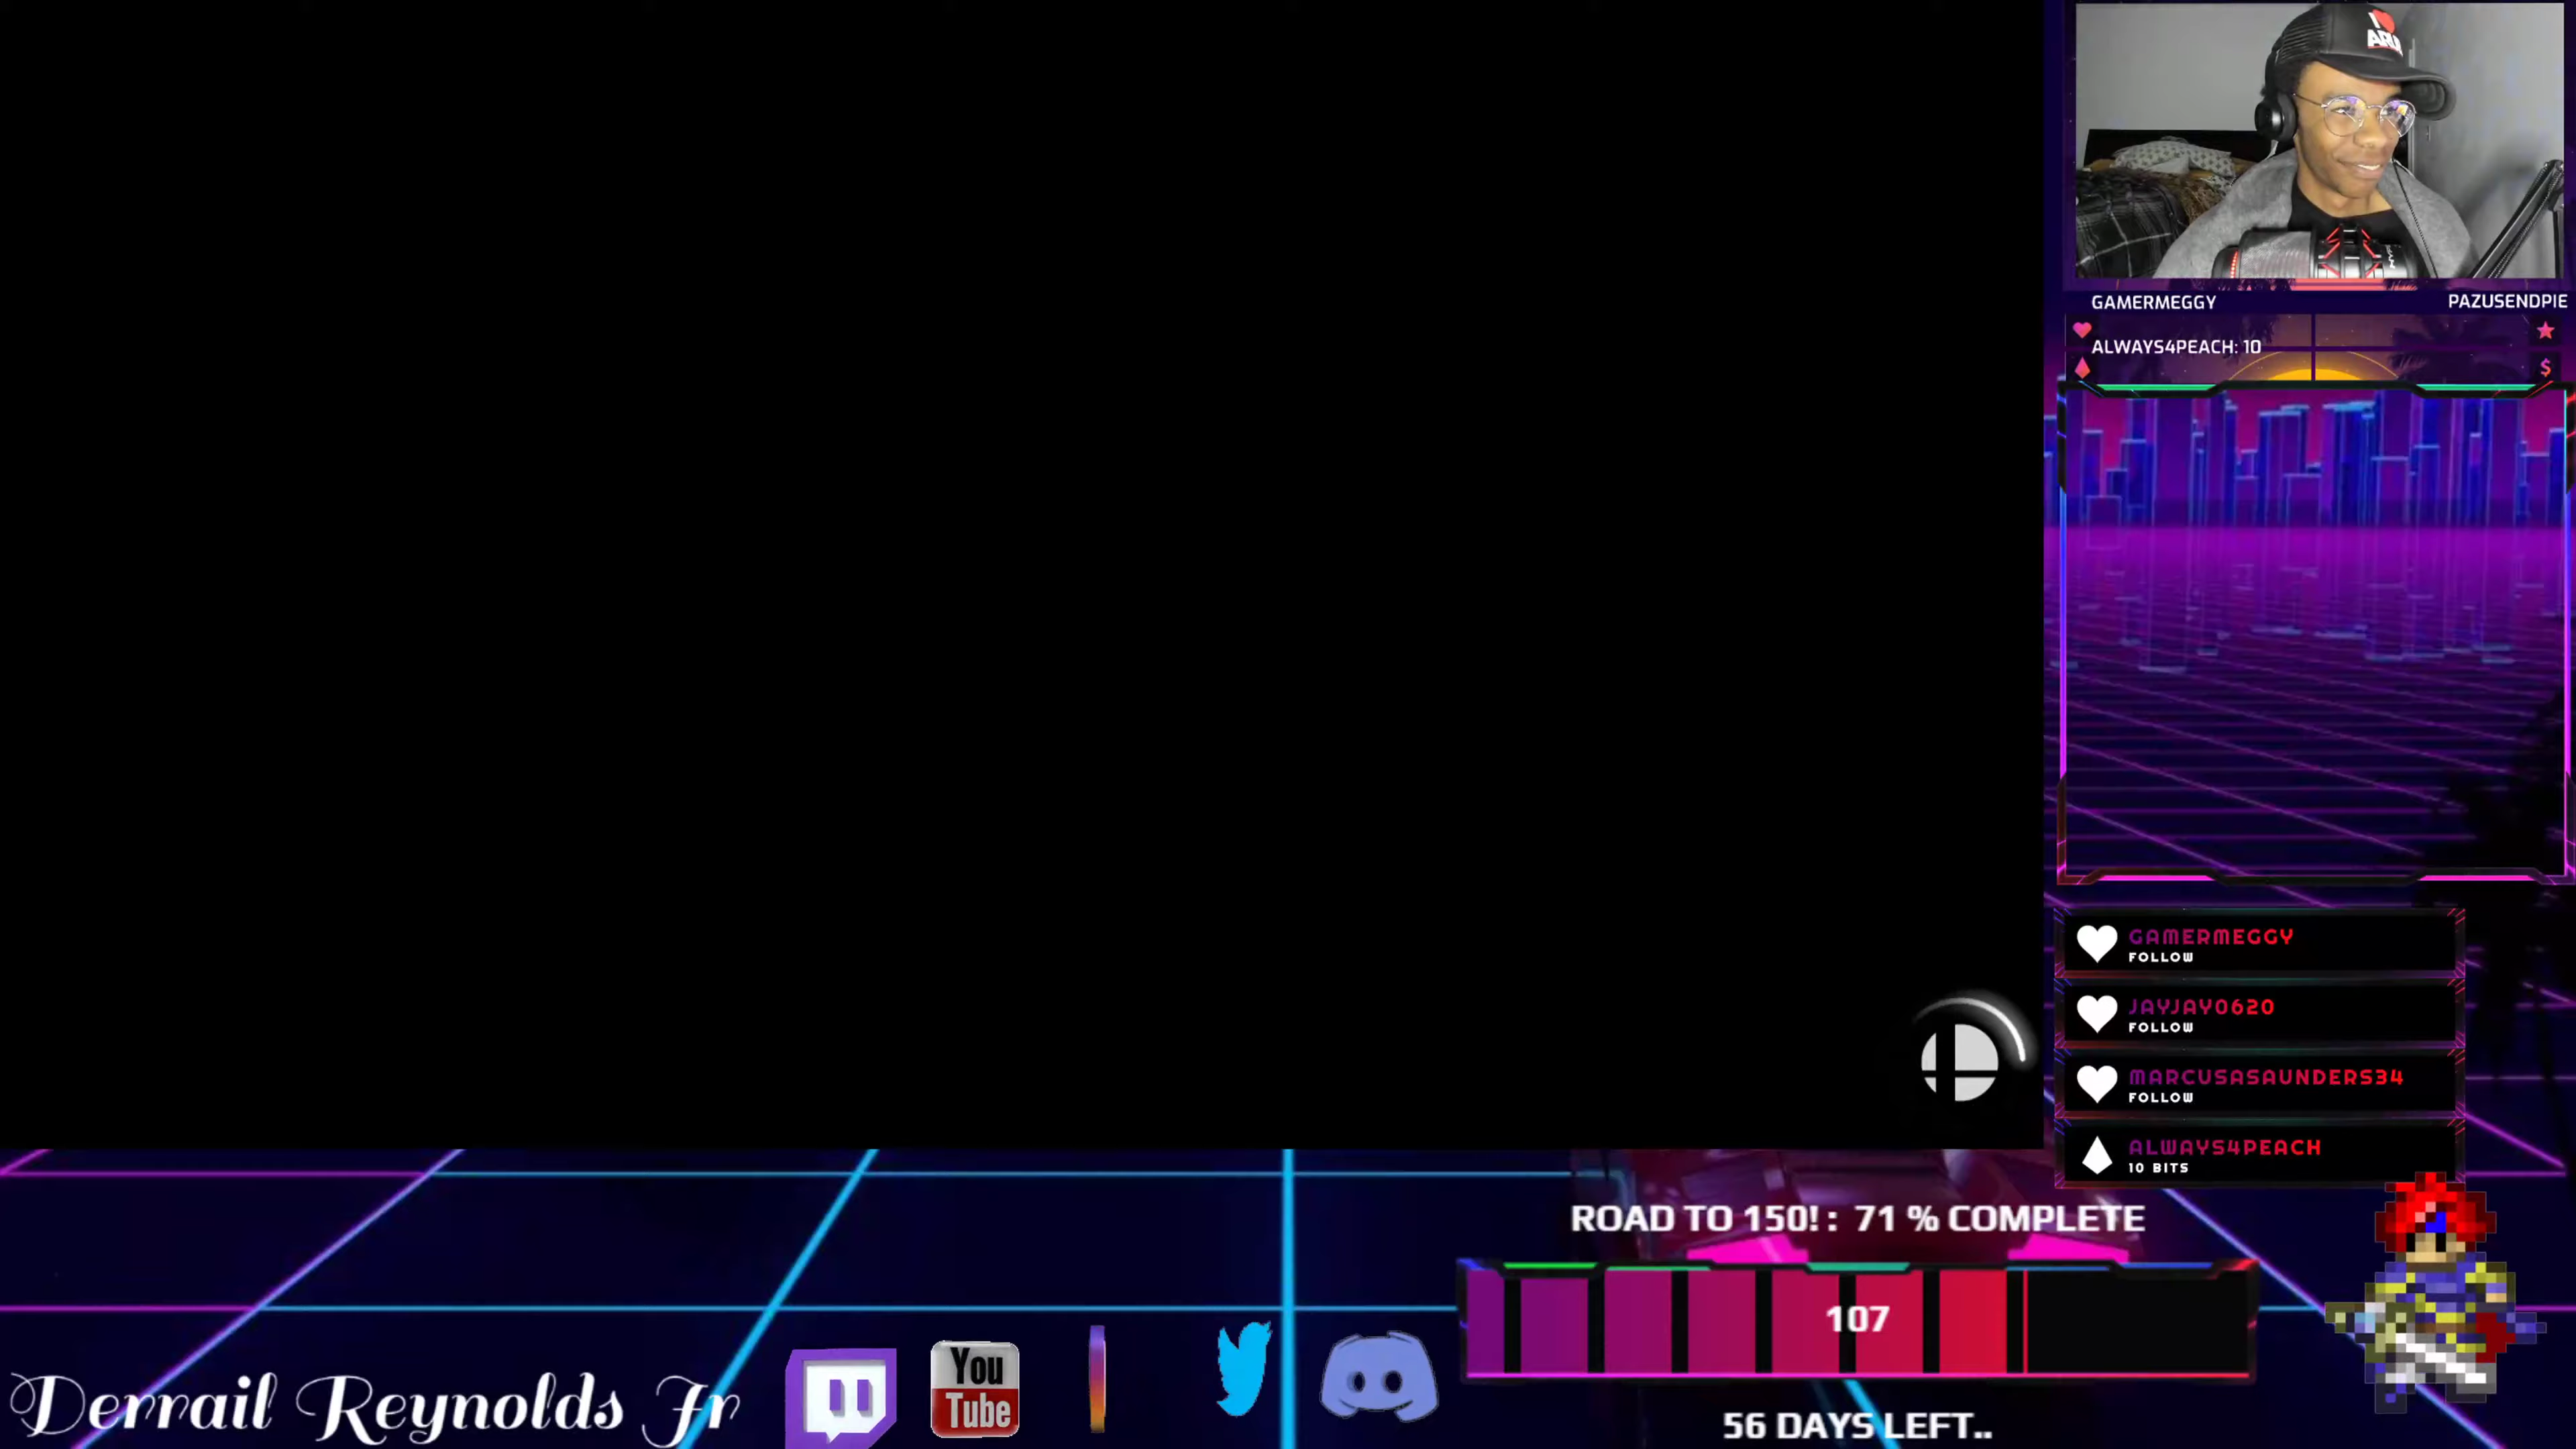 I ♥
GAMERMEGGY
PAZUSENDPIE
ALWAYS4PEACH: 10
$
GAMERMEGGY
FOLLOW
JAYJAY0620
FOLLOW
MARCUSASAUNDERS34
FOLLOW
ALWAYS4PEACH
10 BITS
ROAD TO 150! : 71 % COMPLETE
107
56 DAYS LEFT..
Derrail Reynolds Jr
You
Tube